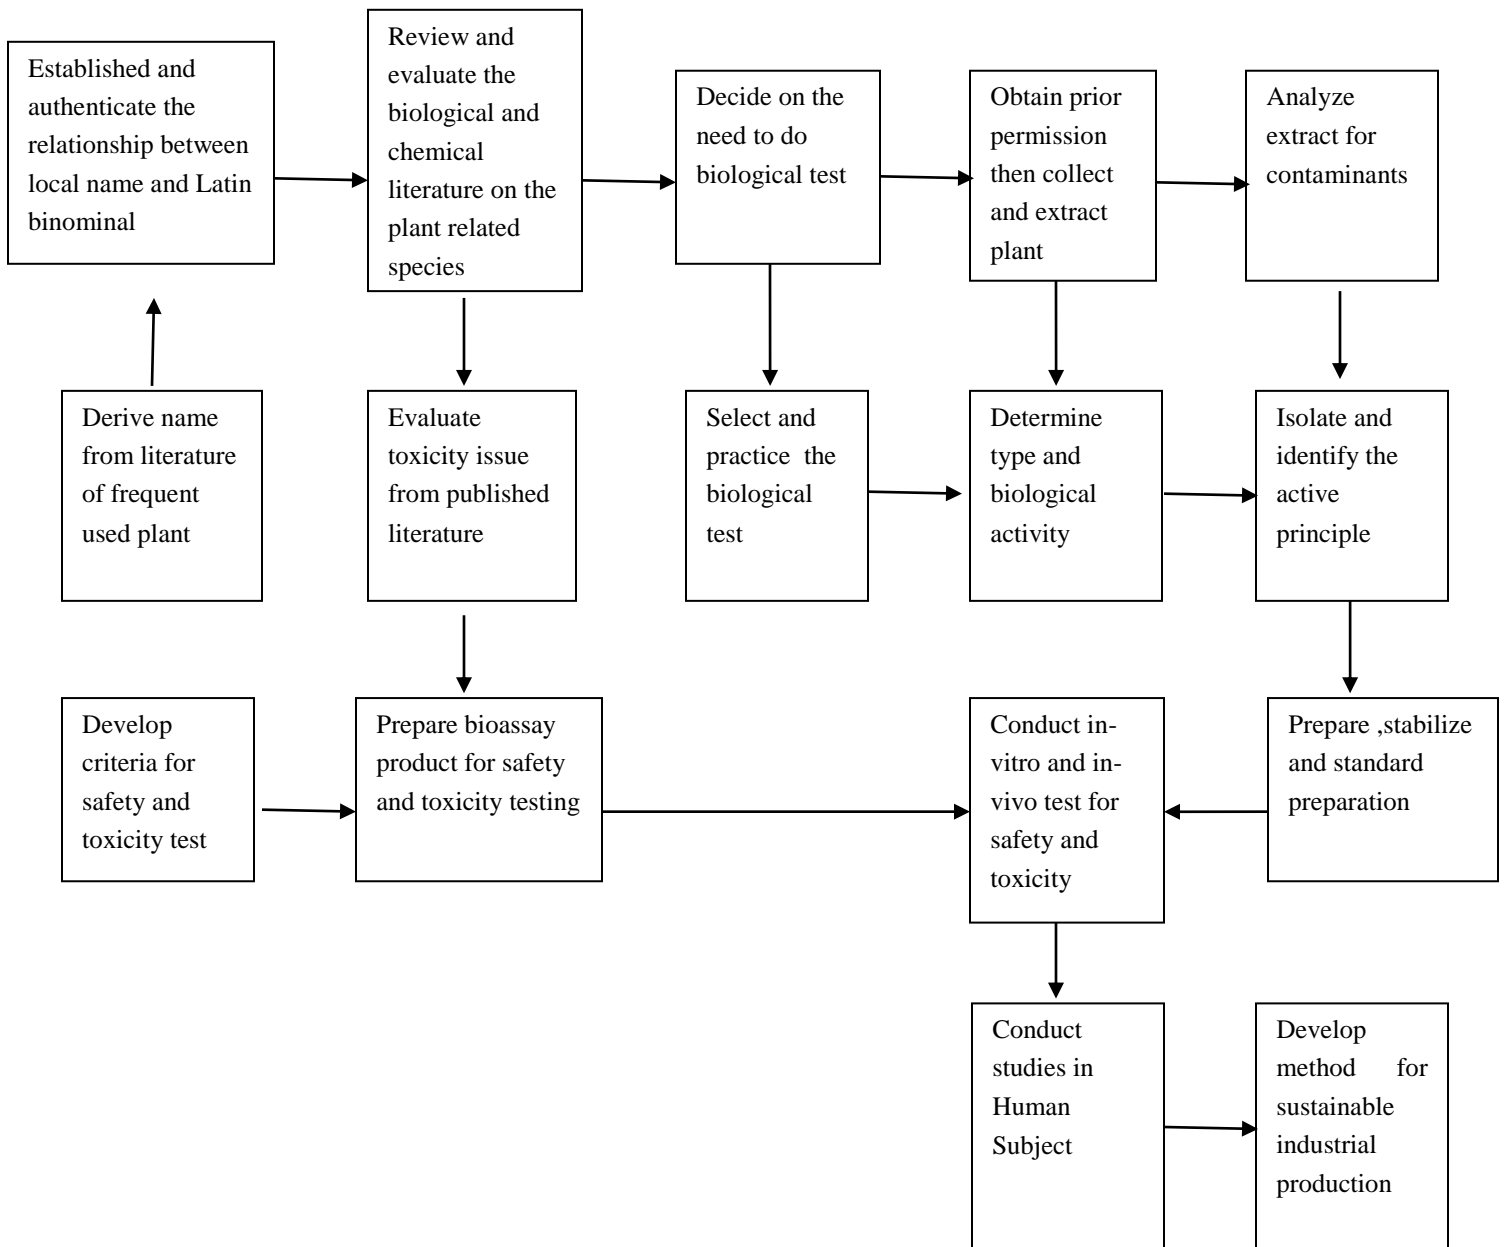 Established and
authenticate the
relationship between
local name and Latin
binominal
Review and
evaluate the
biological and
chemical
literature on the
plant related
species
Decide on the
need to do
biological test
Obtain prior
permission
then collect
and extract
plant
Analyze
extract for
contaminants
Derive name
from literature
of frequent
used plant
Evaluate
toxicity issue
from published
literature
Select and
practice the
biological
test
Determine
type and
biological
activity
Isolate and
identify the
active
principle
Develop
criteria for
safety and
toxicity test
Prepare bioassay
product for safety
and toxicity testing
Conduct in-
vitro and in-
vivo test for
safety and
toxicity
Prepare ,stabilize
and standard
preparation
Conduct
studies in
Human
Subject
Develop
method for
sustainable
industrial
production